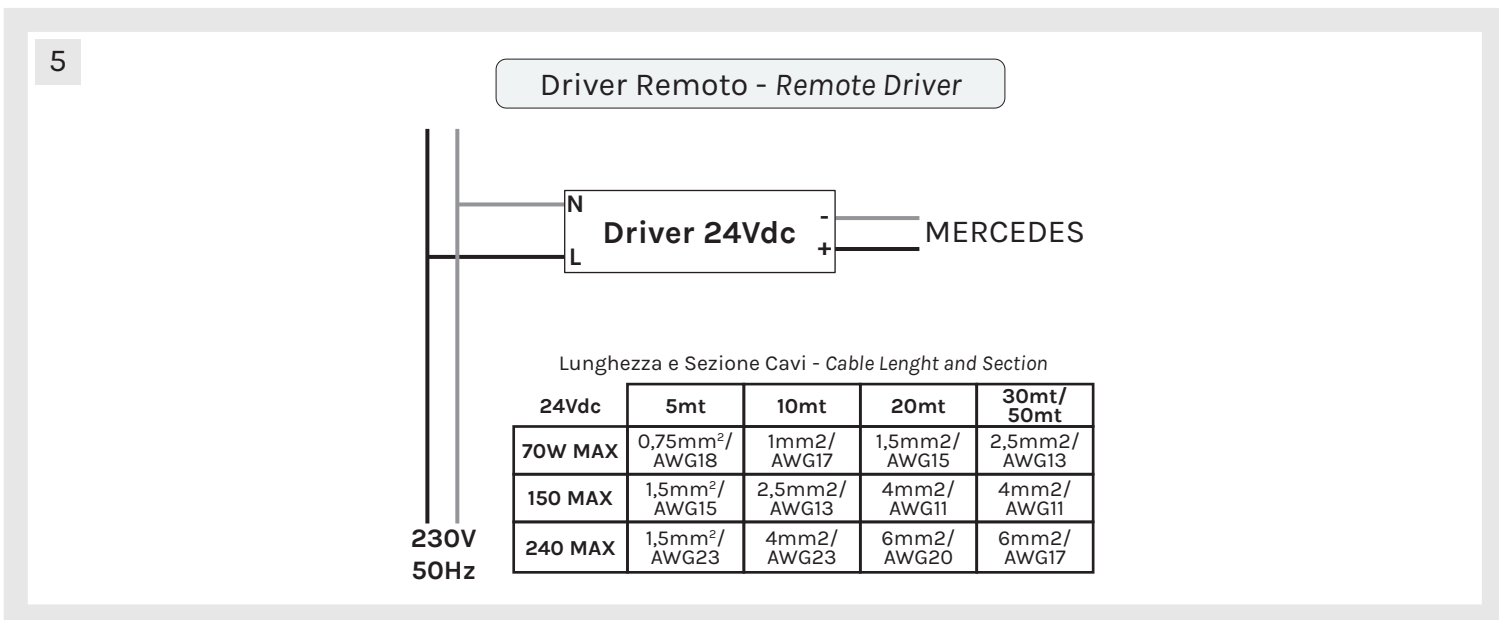 5
Driver Remoto - Remote Driver
N
L
Driver 24Vdc
-
+
MERCEDES
230V
50Hz
Lunghezza e Sezione Cavi - Cable Lenght and Section
24Vdc 5mt 10mt 20mt 30mt/
50mt
70W MAX 0,75mm²/ 1mm2/ 1,5mm2/ 2,5mm2/
AWG18 AWG17 AWG15 AWG13
150 MAX 1,5mm²/ 2,5mm2/ 4mm2/ 4mm2/
AWG15 AWG13 AWG11 AWG11
240 MAX 1,5mm²/ 4mm2/ 6mm2/ 6mm2/
AWG23 AWG23 AWG20 AWG17